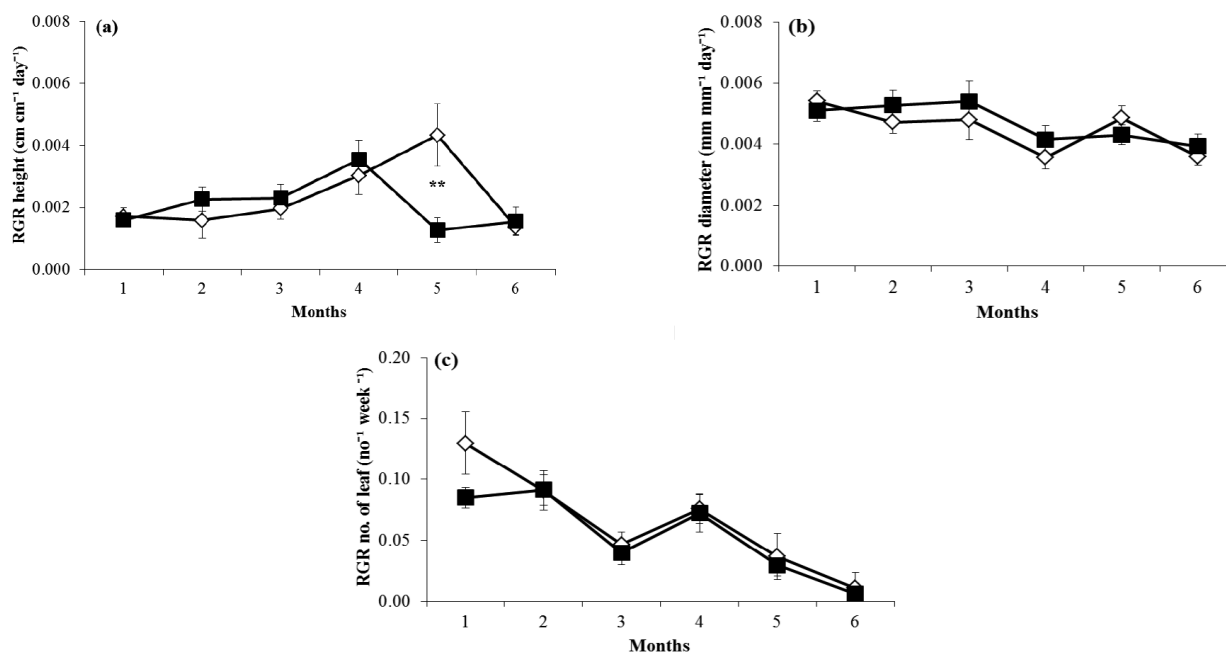 (a)
0.008
0.006
0.004
0.002
0.000
RGR height (cm cm⁻¹ day⁻¹)
**
1 2 3 4 5 6
Months
(b)
0.008
0.006
0.004
0.002
0.000
RGR diameter (mm mm⁻¹ day⁻¹)
1 2 3 4 5 6
Months
(c)
0.20
0.15
0.10
0.05
0.00
RGR no. of leaf (no⁻¹ week ⁻¹)
1 2 3 4 5 6
Months